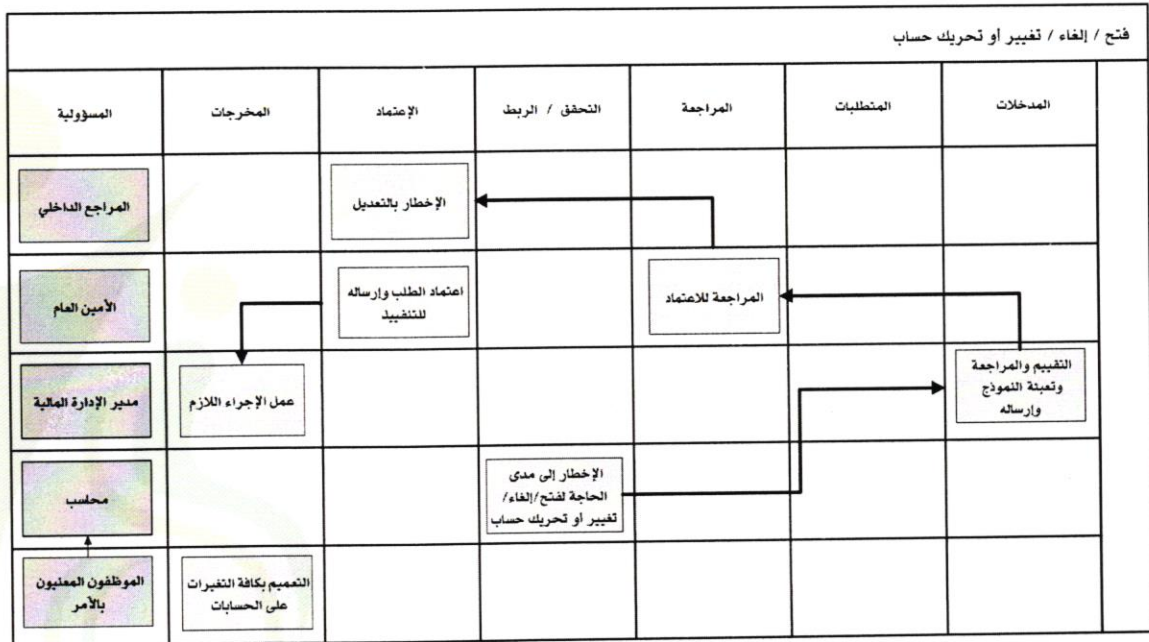 فتح / إلغاء / تغيير أو تحريك حساب
المدخلات
المتطلبات
المراجعة
التحقق / الربط
الإعتماد
المخرجات
المسؤولية
الإخطار بالتعديل
المراجع الداخلي
المراجعة للاعتماد
اعتماد الطلب وإرساله
للتنفيذ
الأمين العام
التقييم والمراجعة
وتعبئة النموذج
وإرساله
عمل الإجراء اللازم
مدير الإدارة المالية
الإخطار إلى مدى
الحاجة لفتح/إلغاء/
تغيير أو تحريك حساب
محاسب
التعميم بكافة التغيرات
على الحسابات
الموظفون المعنيون
بالأمر